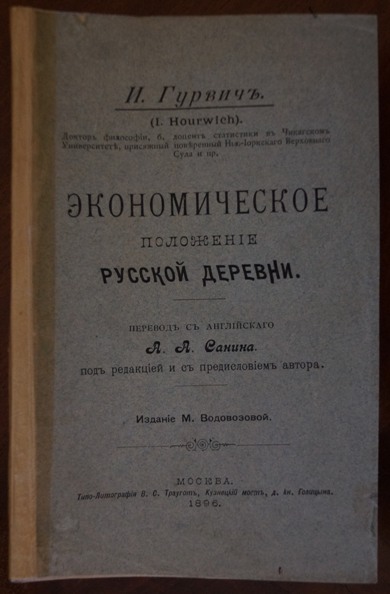 И. Гурвичъ.
(I. Hourwich).
Докторъ философіи, б. доцентъ статистики въ Чикагскомъ
Университетѣ, присяжный повѣренный Нью-Іоркскаго Верховнаго
Суда и пр.
ЭКОНОМИЧЕСКОЕ
ПОЛОЖЕНІЕ
РУССКОЙ ДЕРЕВНИ.
ПЕРЕВОДЪ СЪ АНГЛІЙСКАГО
А. А. Санина.
подъ редакціей и съ предисловіемъ автора.
Изданіе М. Водовозовой.
МОСКВА.
Типо-Литографія В. С. Траугот, Кузнецкій мостъ, д. кн. Голицына.
1896.